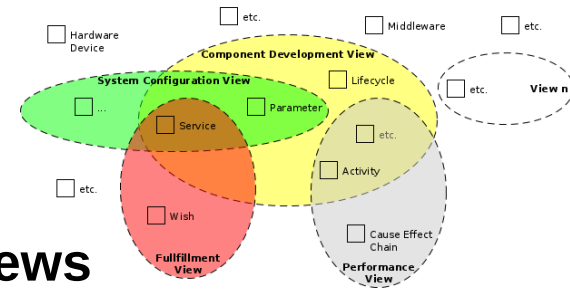 etc.
Hardware
Device
Middleware
etc.
Component Development View
System Configuration View
Lifecycle
etc.
View n
...
Parameter
Service
etc.
Activity
etc.
Wish
Cause Effect
Chain
Fullfillment
View
Performance
View
ews